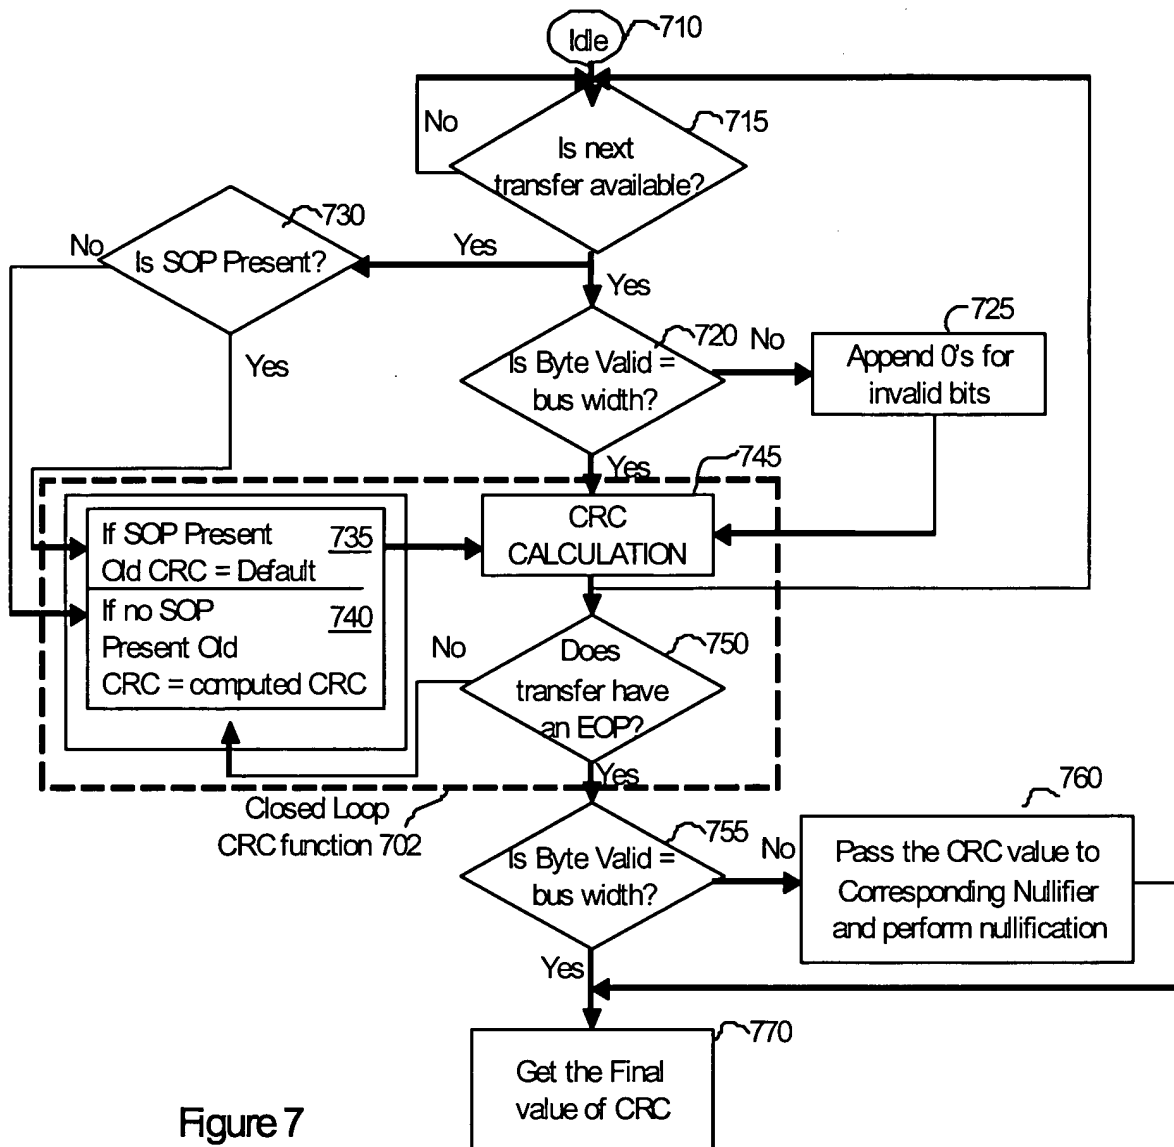 Idle
710
No
715
Is next
transfer available?
730
No
Is SOP Present?
Yes
Yes
720
No
725
Is Byte Valid =
bus width?
Append 0's for
invalid bits
Yes
Yes
745
If SOP Present
735
Old CRC = Default
CRC
CALCULATION
If no SOP
740
Present Old
CRC = computed CRC
No
750
Does
transfer have
an EOP?
Yes
Closed Loop
CRC function 702
755
Is Byte Valid =
bus width?
No
760
Pass the CRC value to
Corresponding Nullifier
and perform nullification
Yes
770
Get the Final
value of CRC
Figure 7